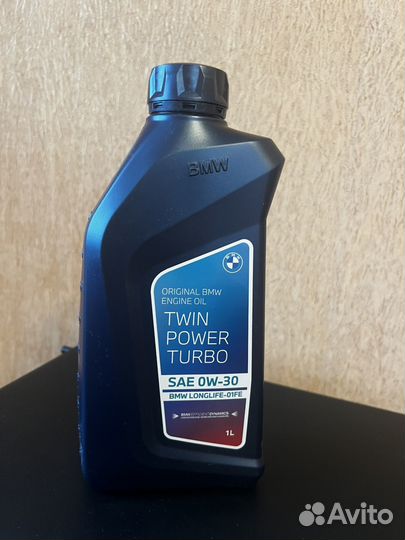 BMW
ORIGINAL BMW
ENGINE OIL
TWIN
POWER
TURBO
SAE 0W-30
BMW LONGLIFE-01FE
1L
Avito